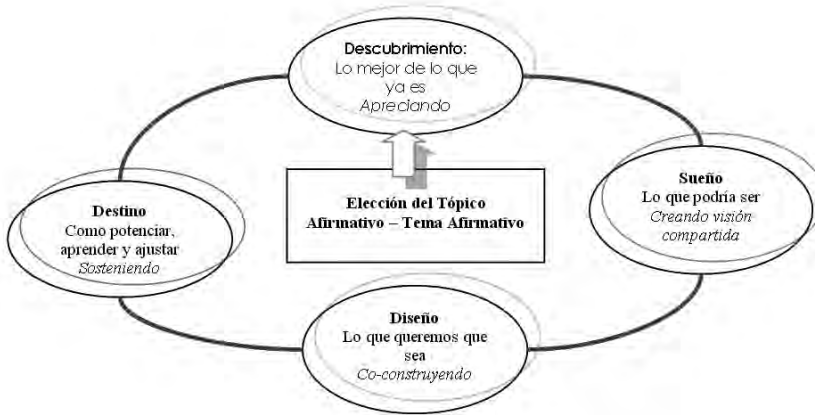 Descubrimiento:
Lo mejor de lo que
ya es
Apreciando
Elección del Tópico
Afirmativo – Tema Afirmativo
Sueño
Lo que podría ser
Creando visión
compartida
Destino
Como potenciar,
aprender y ajustar
Sosteniendo
Diseño
Lo que queremos que
sea
Co-construyendo